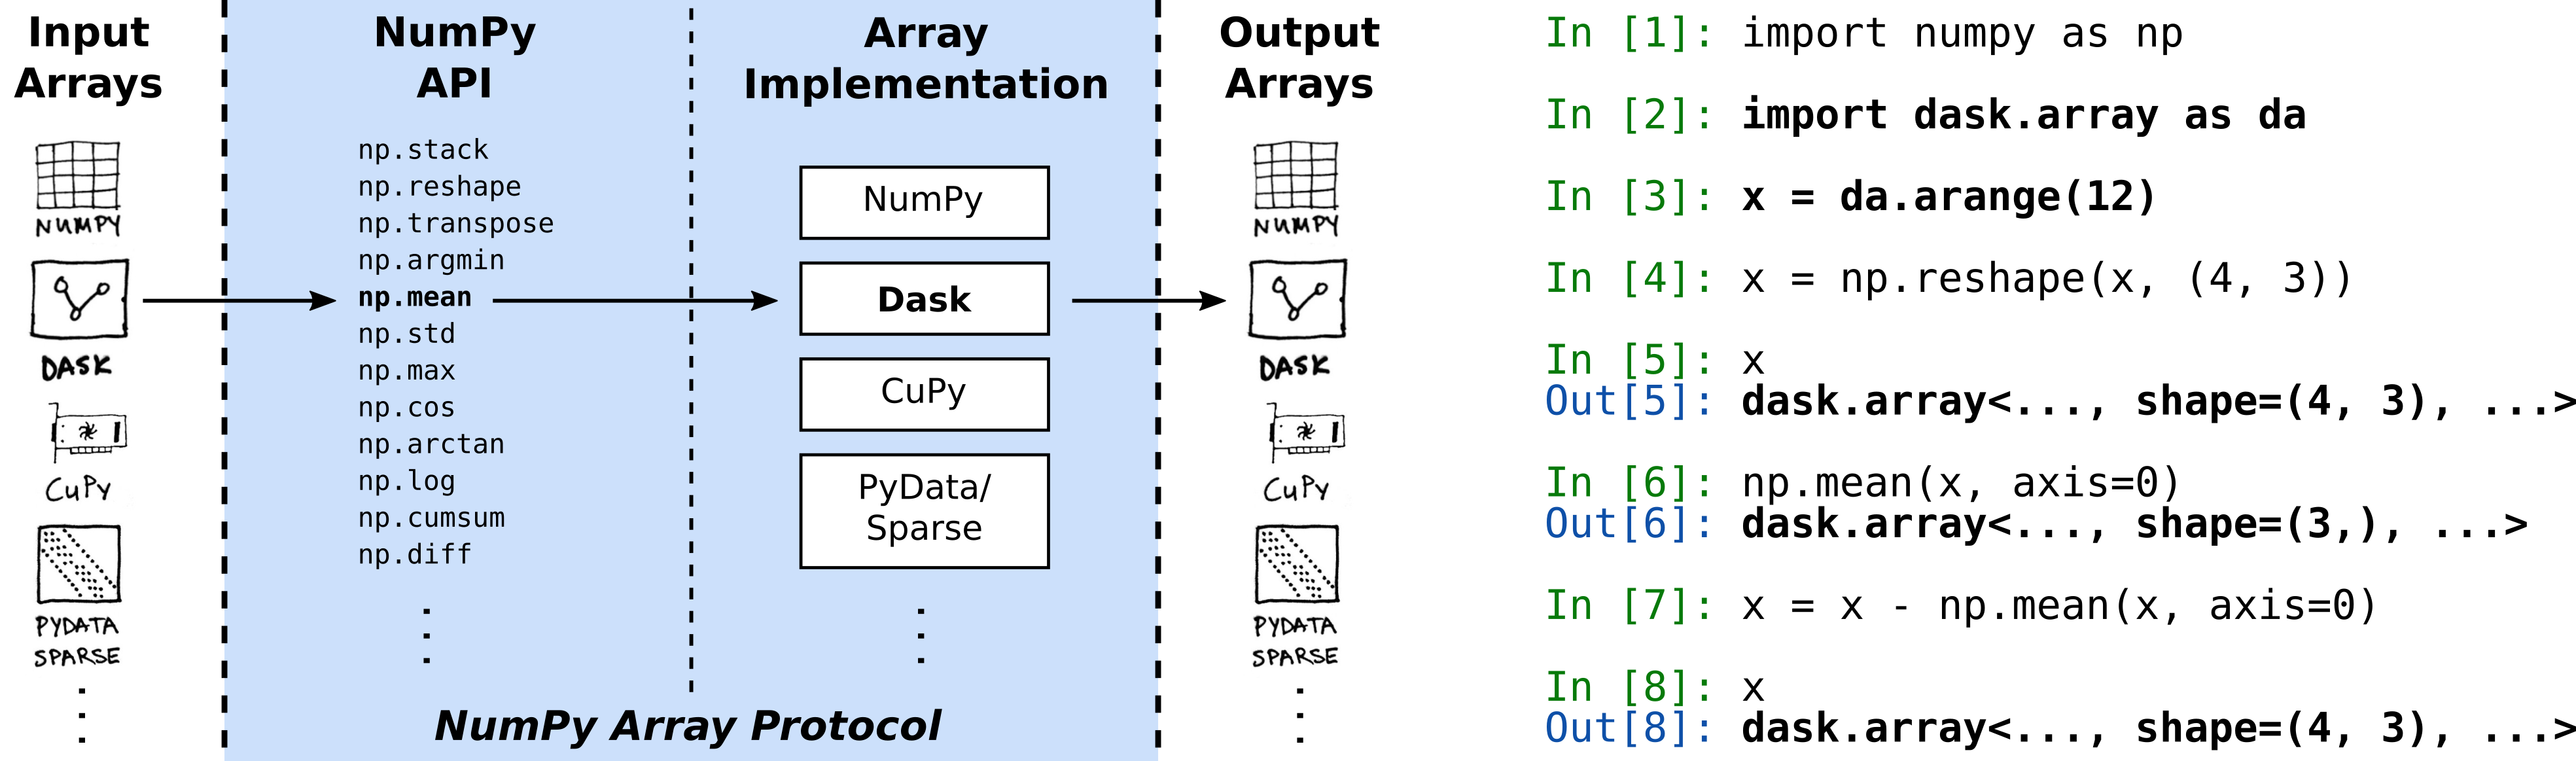 Input
Arrays
NUMPY
DASK
CuPy
PYDATA
SPARSE
NumPy
API
np.stack
np.reshape
np.transpose
np.argmin
np.mean
np.std
np.max
np.cos
np.arctan
np.log
np.cumsum
np.diff
Array
Implementation
NumPy
Dask
CuPy
PyData/
Sparse
NumPy Array Protocol
Output
Arrays
NUMPY
DASK
CuPy
PYDATA
SPARSE
In [1]: import numpy as np
In [2]: import dask.array as da
In [3]: x = da.arange(12)
In [4]: x = np.reshape(x, (4, 3))
In [5]: x
Out[5]: dask.array<..., shape=(4, 3), ...>
In [6]: np.mean(x, axis=0)
Out[6]: dask.array<..., shape=(3,), ...>
In [7]: x = x - np.mean(x, axis=0)
In [8]: x
Out[8]: dask.array<..., shape=(4, 3), ...>